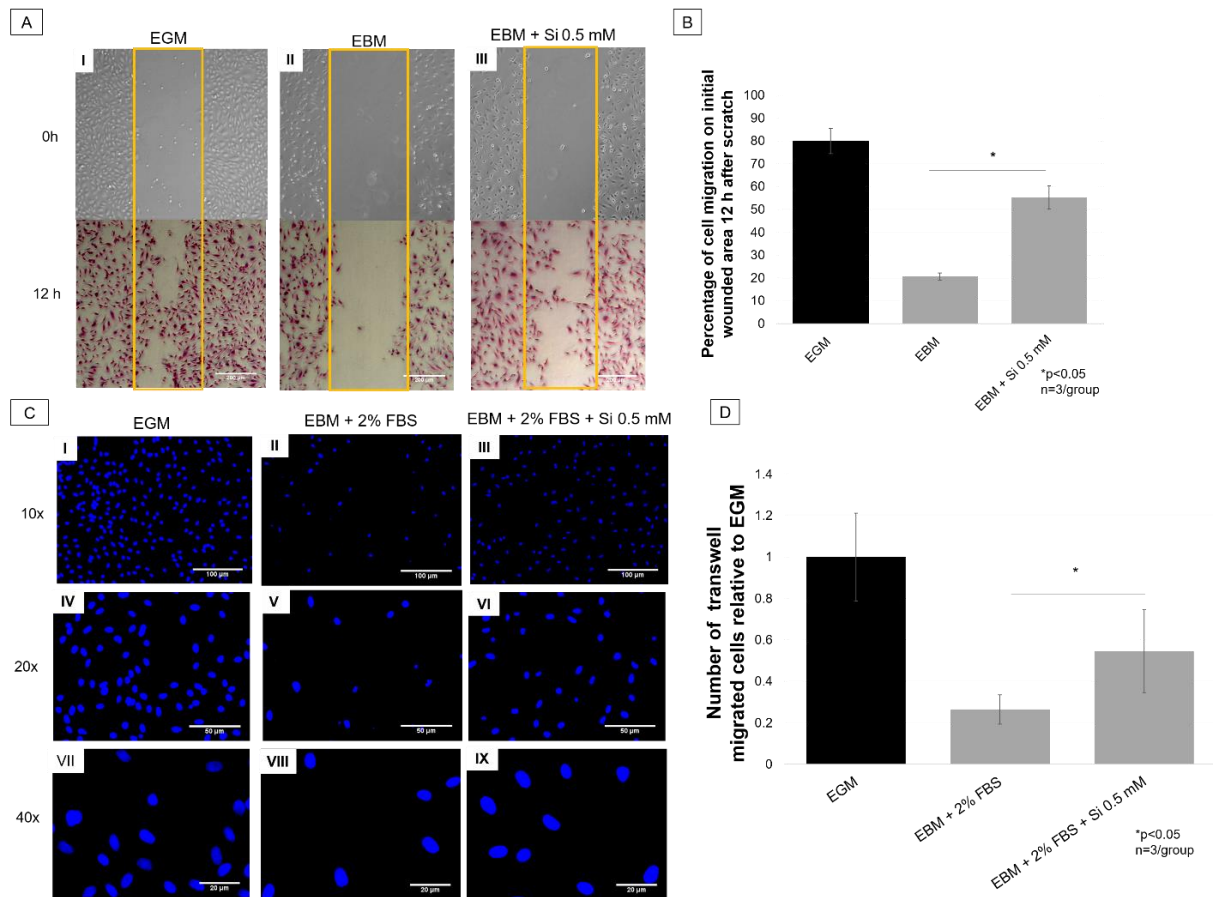 A
EGM
EBM
EBM + Si 0.5 mM
I
II
III
0h
12 h
200 µm
B
Percentage of cell migration on initial
wounded area 12 h after scratch
100
90
80
70
60
50
40
30
20
10
0
*
EGM
EBM
EBM + Si 0.5 mM
*p<0.05
n=3/group
C
EGM
EBM + 2% FBS
EBM + 2% FBS + Si 0.5 mM
I
II
III
10x
100 µm
100 µm
100 µm
IV
V
VI
20x
50 µm
50 µm
50 µm
VII
VIII
IX
40x
20 µm
20 µm
20 µm
D
Number of transwell
migrated cells relative to EGM
1.4
1.2
1
0.8
0.6
0.4
0.2
0
*
EGM
EBM + 2% FBS
EBM + 2% FBS + Si 0.5 mM
*p<0.05
n=3/group